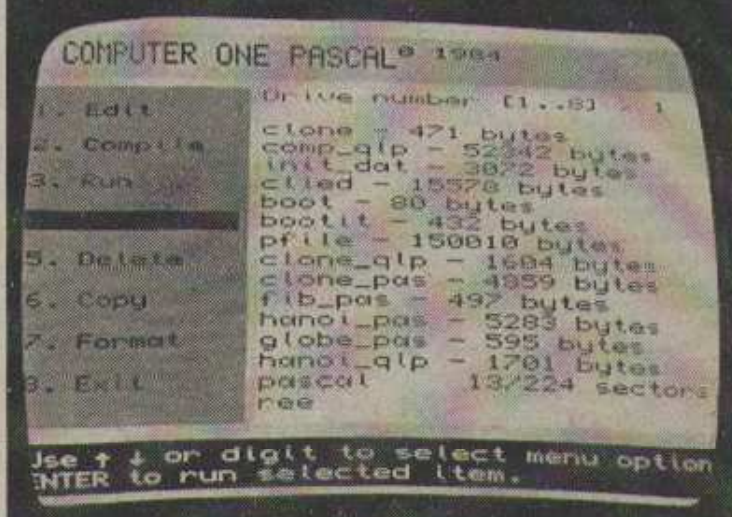 COMPUTER ONE PASCAL© 1984
Drive number [1..8] 1
1. Edit
2. Compile
3. Run
5. Delete
6. Copy
7. Format
8. Exit
clone - 471 bytes
comp_qlp - 52342 bytes
init_dat - 3072 bytes
clied - 15578 bytes
boot - 80 bytes
bootit - 432 bytes
pfile - 150010 bytes
clone_qlp - 1604 bytes
clone_pas - 4859 bytes
fib_pas - 497 bytes
hanoi_pas - 5283 bytes
globe_pas - 595 bytes
hanoi_qlp - 1701 bytes
pascal 13/224 sectors
ree
Use ↑ ↓ or digit to select menu option
ENTER to run selected item.